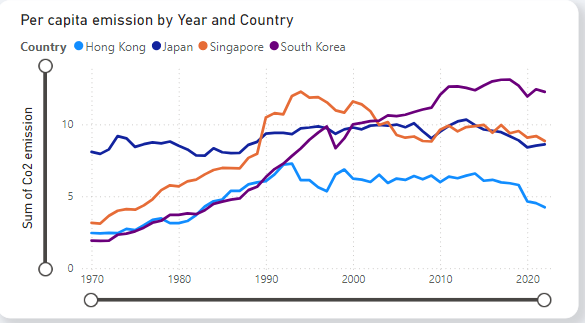 Per capita emission by Year and Country
Country Hong Kong Japan Singapore South Korea
Sum of Co2 emission
10
5
0
1970 1980 1990 2000 2010 2020